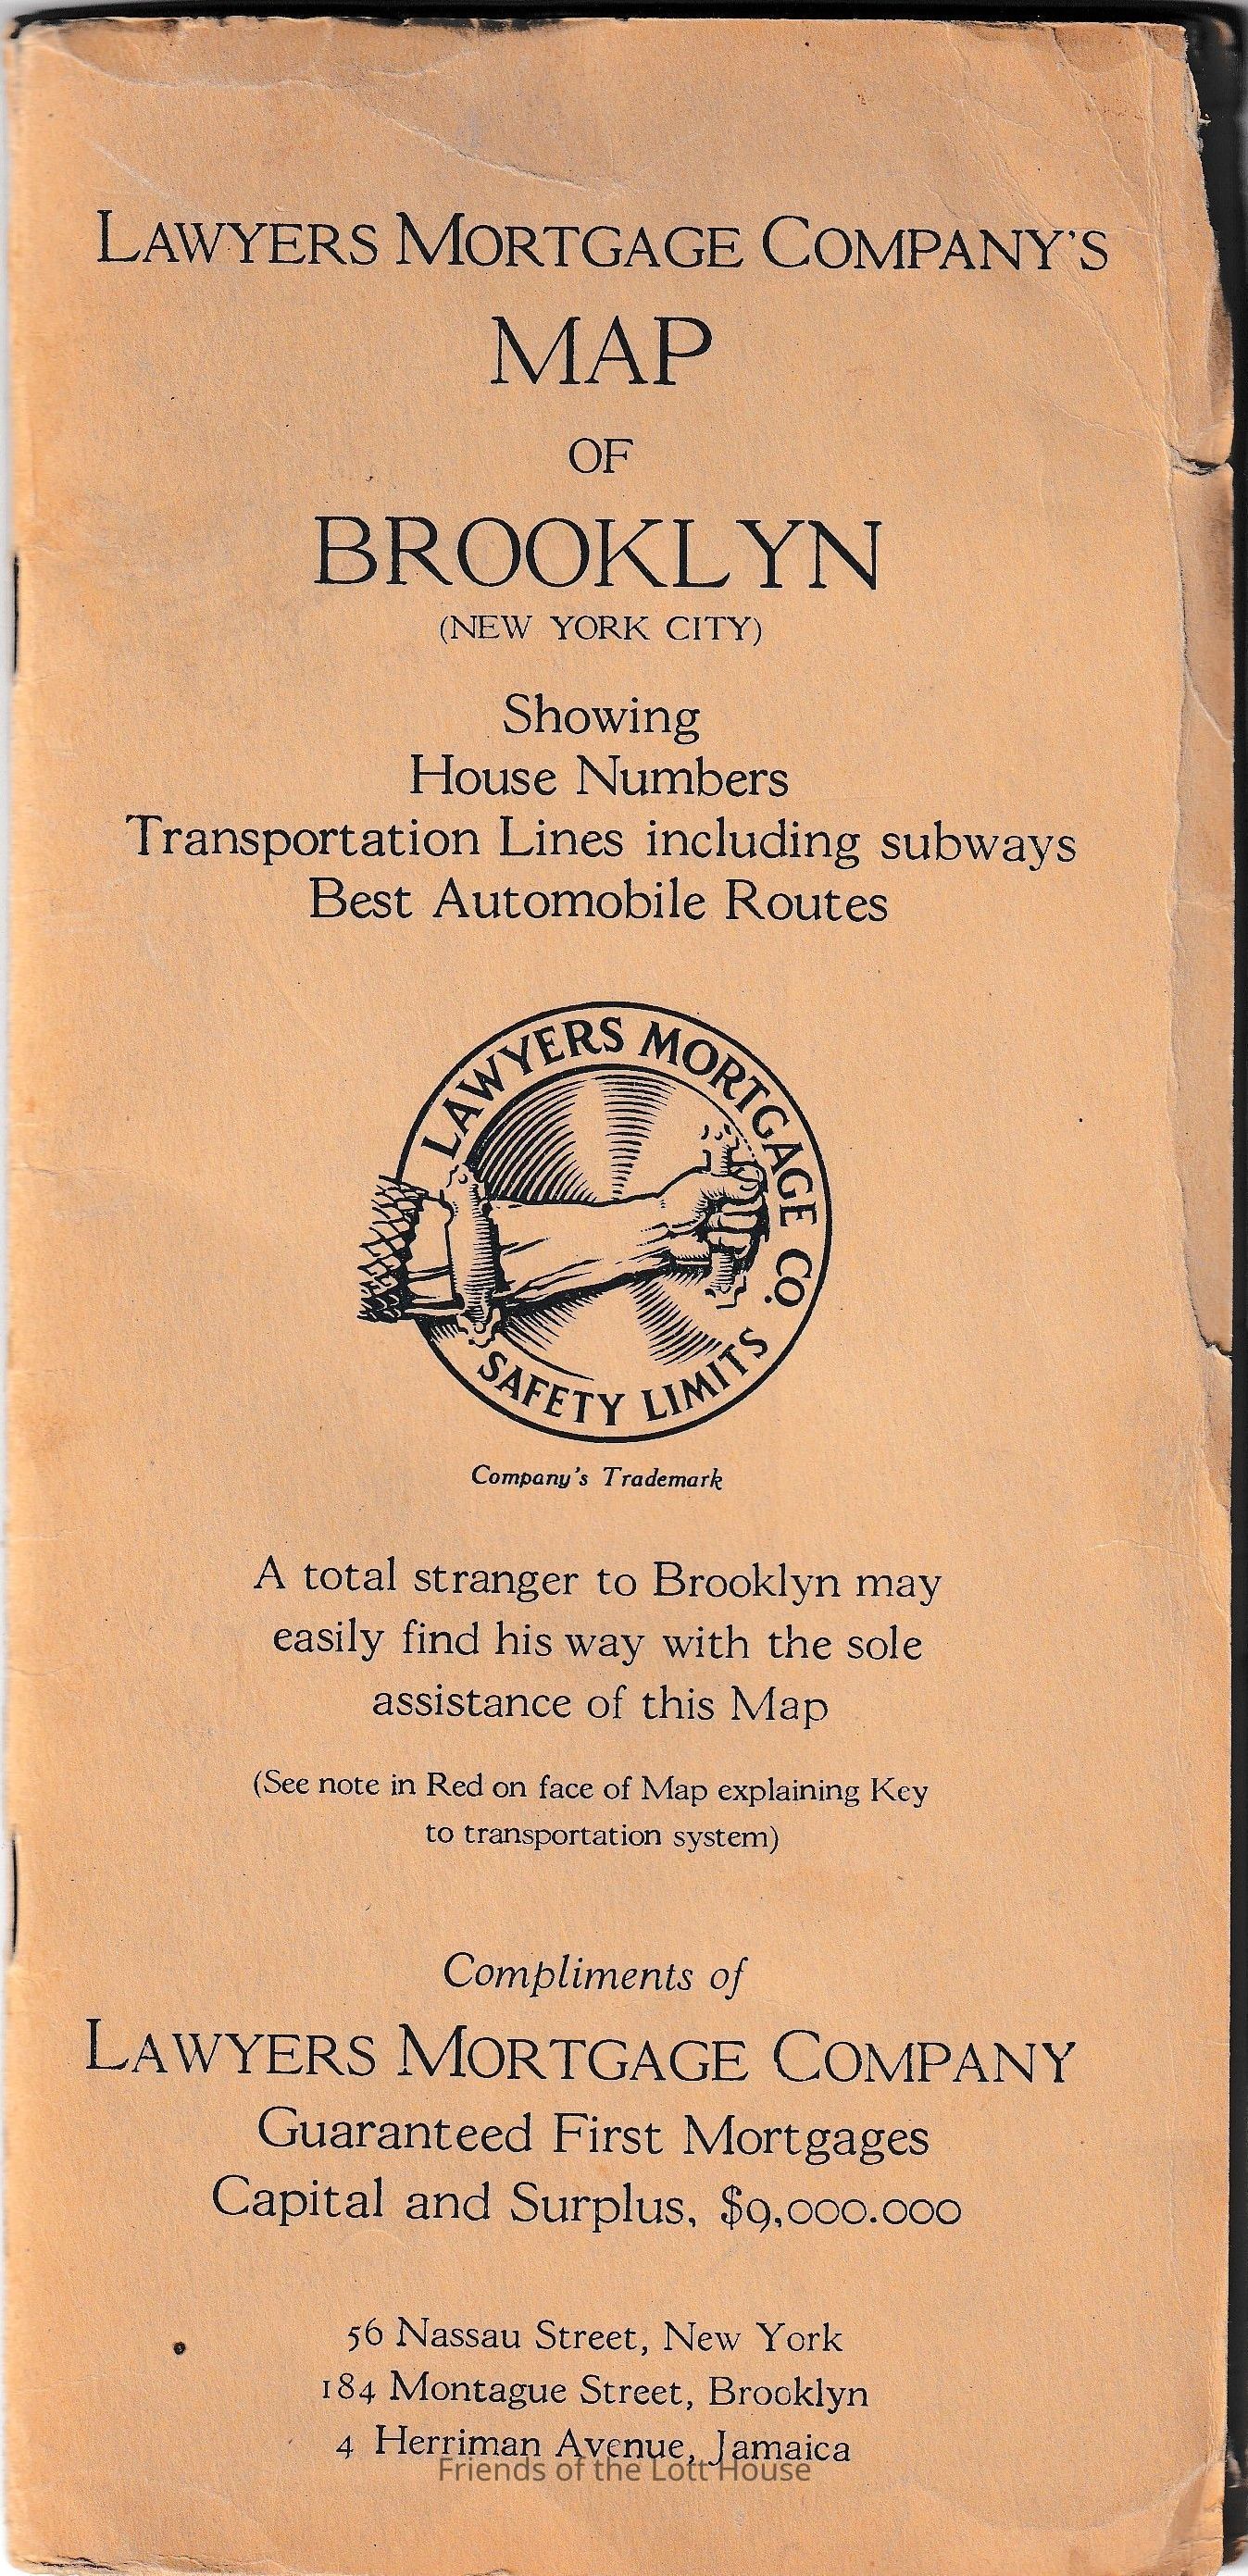 LAWYERS MORTGAGE COMPANY'S
MAP
OF
BROOKLYN
(NEW YORK CITY)
Showing
House Numbers
Transportation Lines including subways
Best Automobile Routes
LAWYERS MORTGAGE CO.
SAFETY LIMITS
Company's Trademark
A total stranger to Brooklyn may
easily find his way with the sole
assistance of this Map
(See note in Red on face of Map explaining Key
to transportation system)
Compliments of
LAWYERS MORTGAGE COMPANY
Guaranteed First Mortgages
Capital and Surplus, $9,000.000
56 Nassau Street, New York
184 Montague Street, Brooklyn
4 Herriman Avenue, Jamaica
Friends of the Lott House